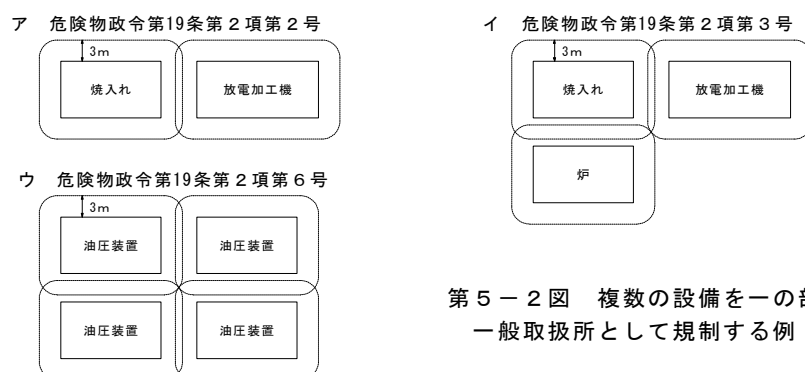 ア 危険物政令第19条第２項第２号
3m
焼入れ
放電加工機
イ 危険物政令第19条第２項第３号
3m
焼入れ
放電加工機
炉
ウ 危険物政令第19条第２項第６号
3m
油圧装置
油圧装置
油圧装置
油圧装置
第５－２図 複数の設備を一の部
一般取扱所として規制する例